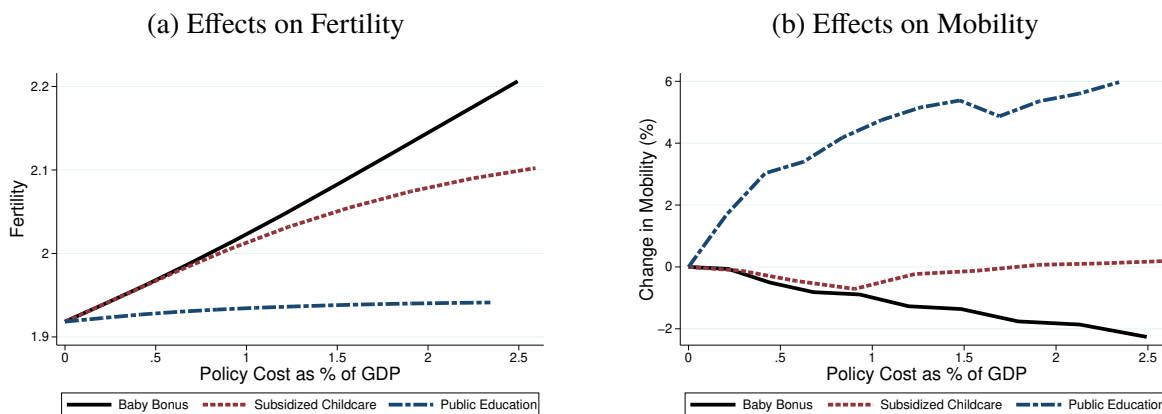 (a) Effects on Fertility
2.2
2.1
2
1.9
Fertility
0 .5 1 1.5 2 2.5
Policy Cost as % of GDP
Baby Bonus Subsidized Childcare Public Education
(b) Effects on Mobility
6
4
2
0
−2
Change in Mobility (%)
0 .5 1 1.5 2 2.5
Policy Cost as % of GDP
Baby Bonus Subsidized Childcare Public Education